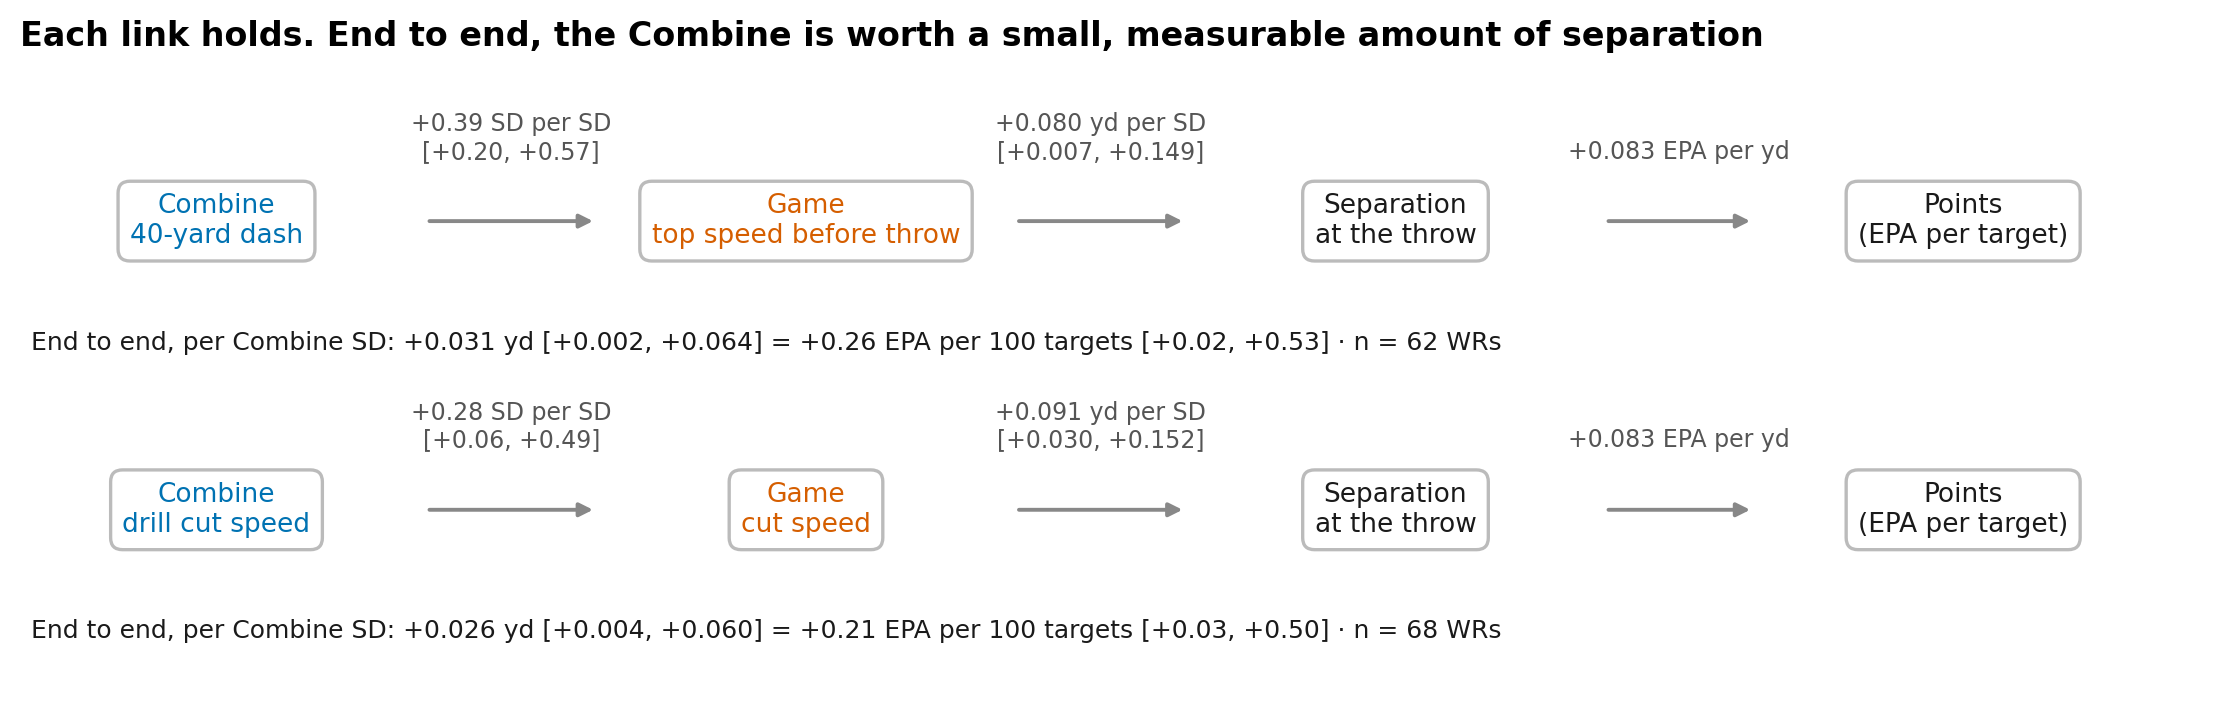 Each link holds. End to end, the Combine is worth a small, measurable amount of separation
+0.39 SD per SD
[+0.20, +0.57]
+0.080 yd per SD
[+0.007, +0.149]
+0.083 EPA per yd
Combine
40-yard dash
Game
top speed before throw
Separation
at the throw
Points
(EPA per target)
End to end, per Combine SD: +0.031 yd [+0.002, +0.064] = +0.26 EPA per 100 targets [+0.02, +0.53] · n = 62 WRs
+0.28 SD per SD
[+0.06, +0.49]
+0.091 yd per SD
[+0.030, +0.152]
+0.083 EPA per yd
Combine
drill cut speed
Game
cut speed
Separation
at the throw
Points
(EPA per target)
End to end, per Combine SD: +0.026 yd [+0.004, +0.060] = +0.21 EPA per 100 targets [+0.03, +0.50] · n = 68 WRs